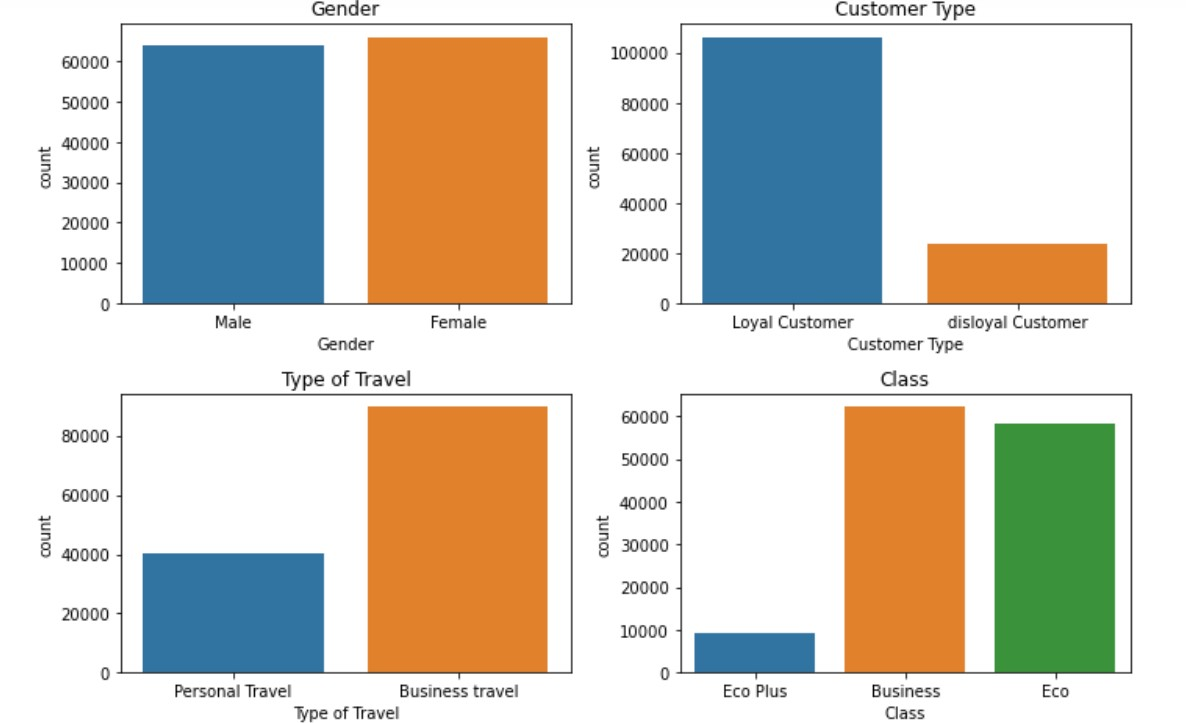 Gender
60000
50000
40000
30000
20000
10000
0
count
Male Female
Gender
Customer Type
100000
80000
60000
40000
20000
0
count
Loyal Customer disloyal Customer
Customer Type
Type of Travel
80000
60000
40000
20000
0
count
Personal Travel Business travel
Type of Travel
Class
60000
50000
40000
30000
20000
10000
0
count
Eco Plus Business Eco
Class